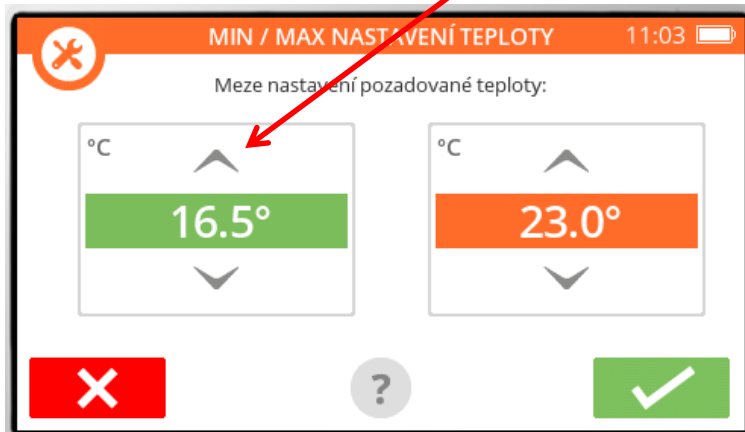 MIN / MAX NASTAVENÍ TEPLOTY 11:03
Meze nastavení pozadované teploty:
°C °C
16.5° 23.0°
?